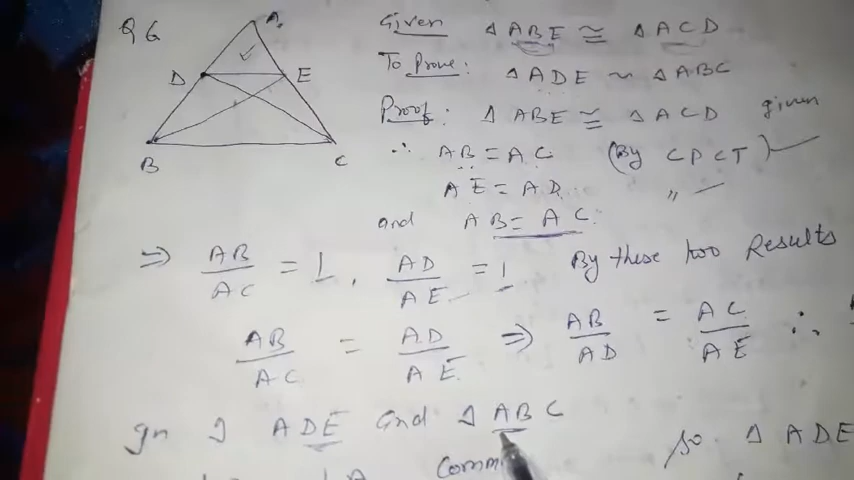 Q 6
A
D
E
B
C
Given Δ ABE ≅ Δ ACD
To Prove: Δ ADE ~ Δ ABC
Proof: Δ ABE ≅ Δ ACD given
∴ AB = AC (By CPCT)
AE = AD "
and AB = AC
⇒ AB/AC = 1, AD/AE = 1 By these two Results
AB/AC = AD/AE ⇒ AB/AD = AC/AE ∴
In Δ ADE and Δ ABC
so Δ ADE